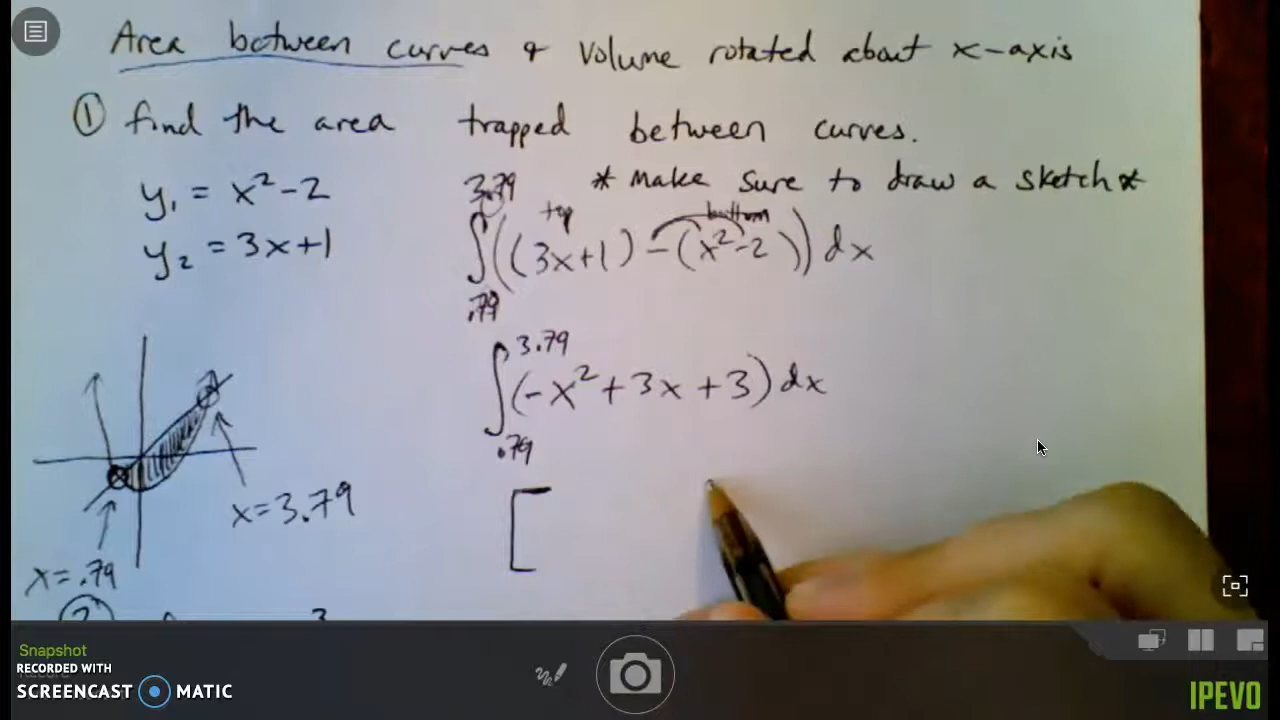 Area between curves & Volume rotated about x-axis
① find the area trapped between curves.
y₁ = x² - 2
* Make sure to draw a sketch *
y₂ = 3x + 1
3.79
top
bottom
∫((3x+1) - (x²-2)) dx
.79
3.79
∫(-x² + 3x + 3) dx
.79
[
x = 3.79
x = .79
②
3
Snapshot
RECORDED WITH
SCREENCAST MATIC
IPEVO